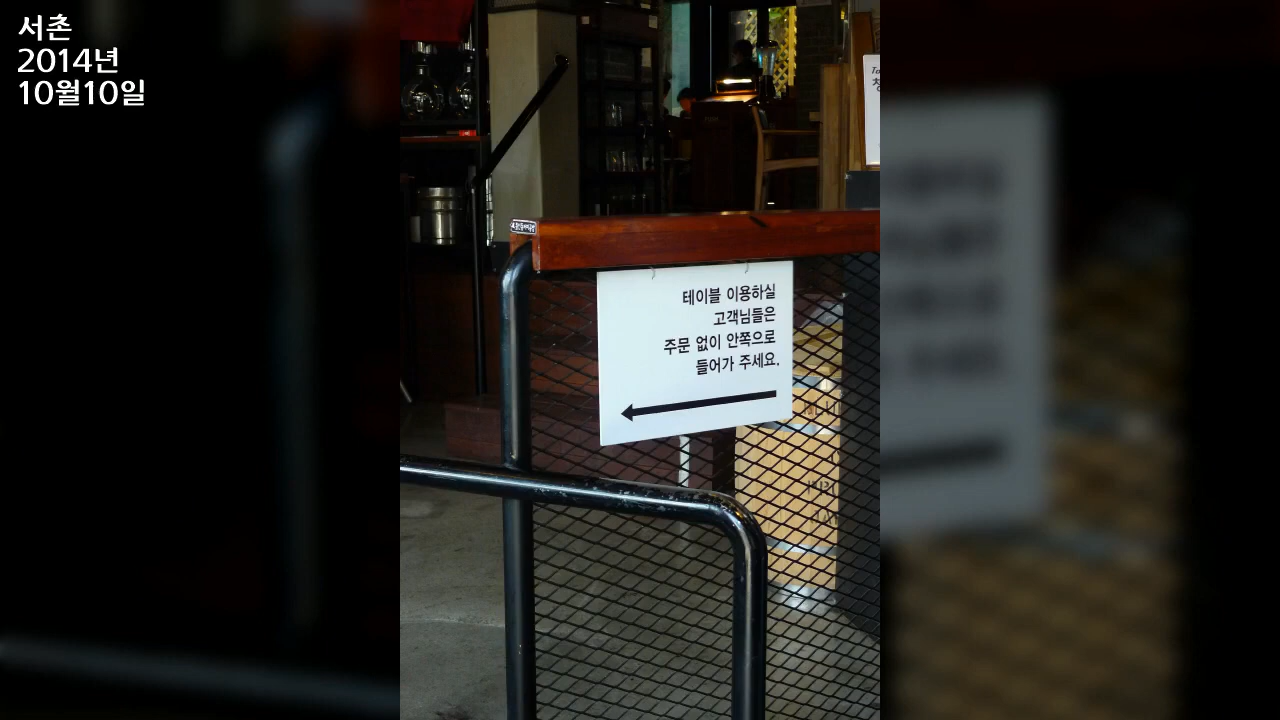 서촌
2014년
10월10일
테이블 이용하실
고객님들은
주문 없이 안쪽으로
들어가 주세요.